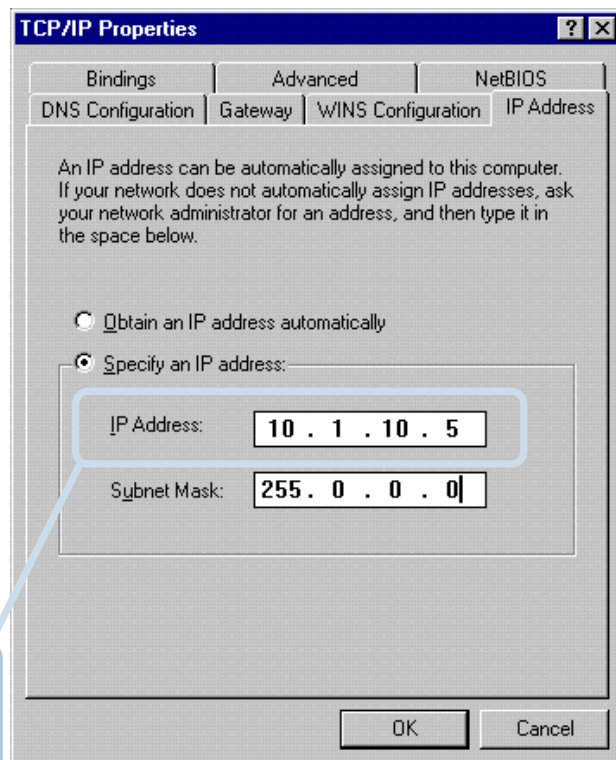 TCP/IP Properties
Bindings
Advanced
NetBIOS
DNS Configuration
Gateway
WINS Configuration
IP Address
An IP address can be automatically assigned to this computer.
If your network does not automatically assign IP addresses, ask
your network administrator for an address, and then type it in
the space below.
Obtain an IP address automatically
Specify an IP address:
IP Address: 10 . 1 . 10 . 5
Subnet Mask: 255 . 0 . 0 . 0
OK
Cancel